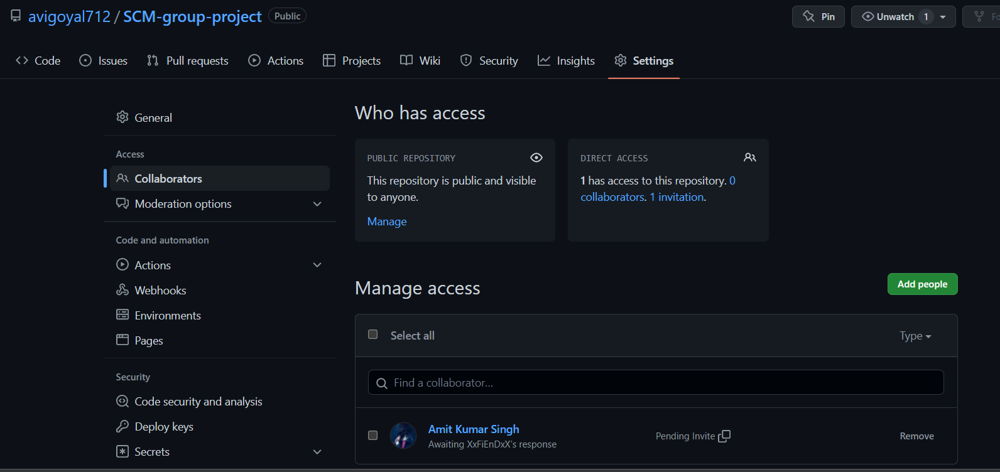 avigoyal712 / SCM-group-project Public
Pin
Unwatch 1
Code Issues Pull requests Actions Projects Wiki Security Insights Settings
General
Access
Collaborators
Moderation options
Code and automation
Actions
Webhooks
Environments
Pages
Security
Code security and analysis
Deploy keys
Secrets
Who has access
PUBLIC REPOSITORY
This repository is public and visible
to anyone.
Manage
DIRECT ACCESS
1 has access to this repository. 0
collaborators. 1 invitation.
Manage access
Add people
Select all
Type
Find a collaborator...
Amit Kumar Singh
Awaiting XxFiEnDxX's response
Pending Invite
Remove